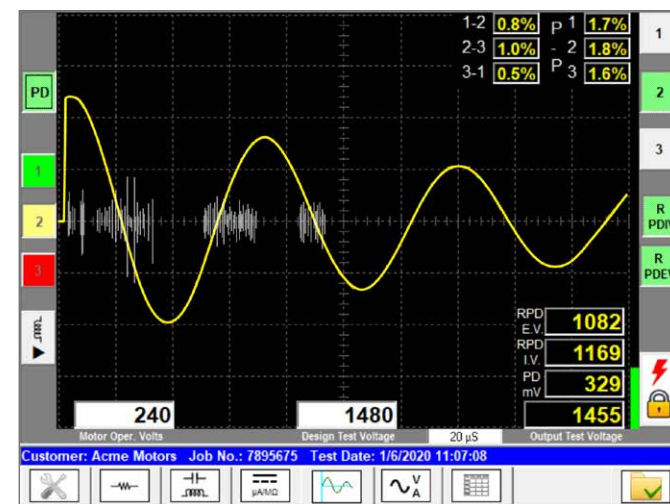 1-2 0.8% P 1 1.7%
2-3 1.0% - 2 1.8%
3-1 0.5% P 3 1.6%
1
PD
2
1
3
2
R
PDIV
3
R
PDEV
RPD
E.V. 1082
RPD
I.V. 1169
PD
mV 329
240 1480 1455
Motor Oper. Volts Design Test Voltage 20 µS Output Test Voltage
Customer: Acme Motors Job No.: 7895675 Test Date: 1/6/2020 11:07:08
µA/MΩ
V
A